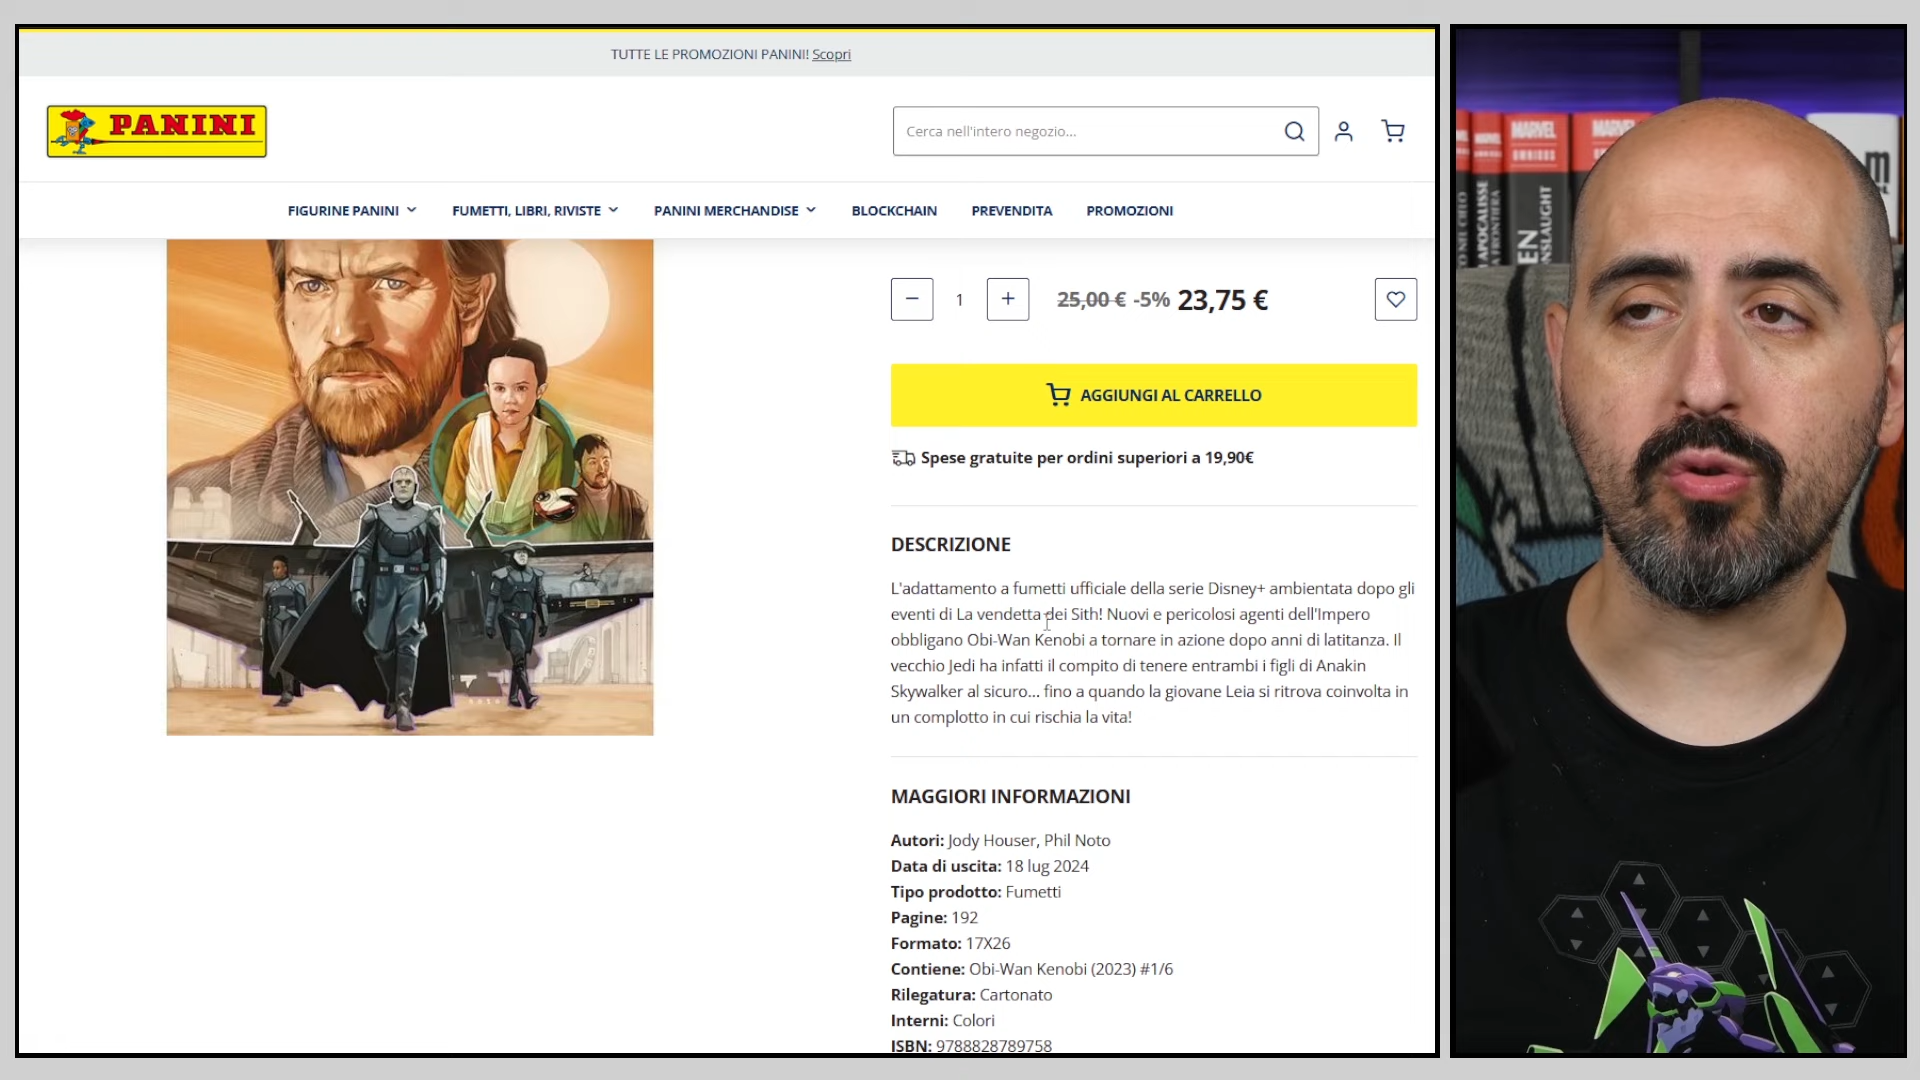 TUTTE LE PROMOZIONI PANINI! Scopri
PANINI
Cerca nell'intero negozio...
FIGURINE PANINI
FUMETTI, LIBRI, RIVISTE
PANINI MERCHANDISE
BLOCKCHAIN
PREVENDITA
PROMOZIONI
1
25,00 € -5% 23,75 €
AGGIUNGI AL CARRELLO
Spese gratuite per ordini superiori a 19,90€
DESCRIZIONE
L'adattamento a fumetti ufficiale della serie Disney+ ambientata dopo gli
eventi di La vendetta dei Sith! Nuovi e pericolosi agenti dell'Impero
obbligano Obi-Wan Kenobi a tornare in azione dopo anni di latitanza. Il
vecchio Jedi ha infatti il compito di tenere entrambi i figli di Anakin
Skywalker al sicuro... fino a quando la giovane Leia si ritrova coinvolta in
un complotto in cui rischia la vita!
MAGGIORI INFORMAZIONI
Autori: Jody Houser, Phil Noto
Data di uscita: 18 lug 2024
Tipo prodotto: Fumetti
Pagine: 192
Formato: 17X26
Contiene: Obi-Wan Kenobi (2023) #1/6
Rilegatura: Cartonato
Interni: Colori
ISBN: 9788828789758
MARVEL
OMNIBUS
MARVEL
APOCALISSE
FRONTIERA
EN
NSLAUGHT
m